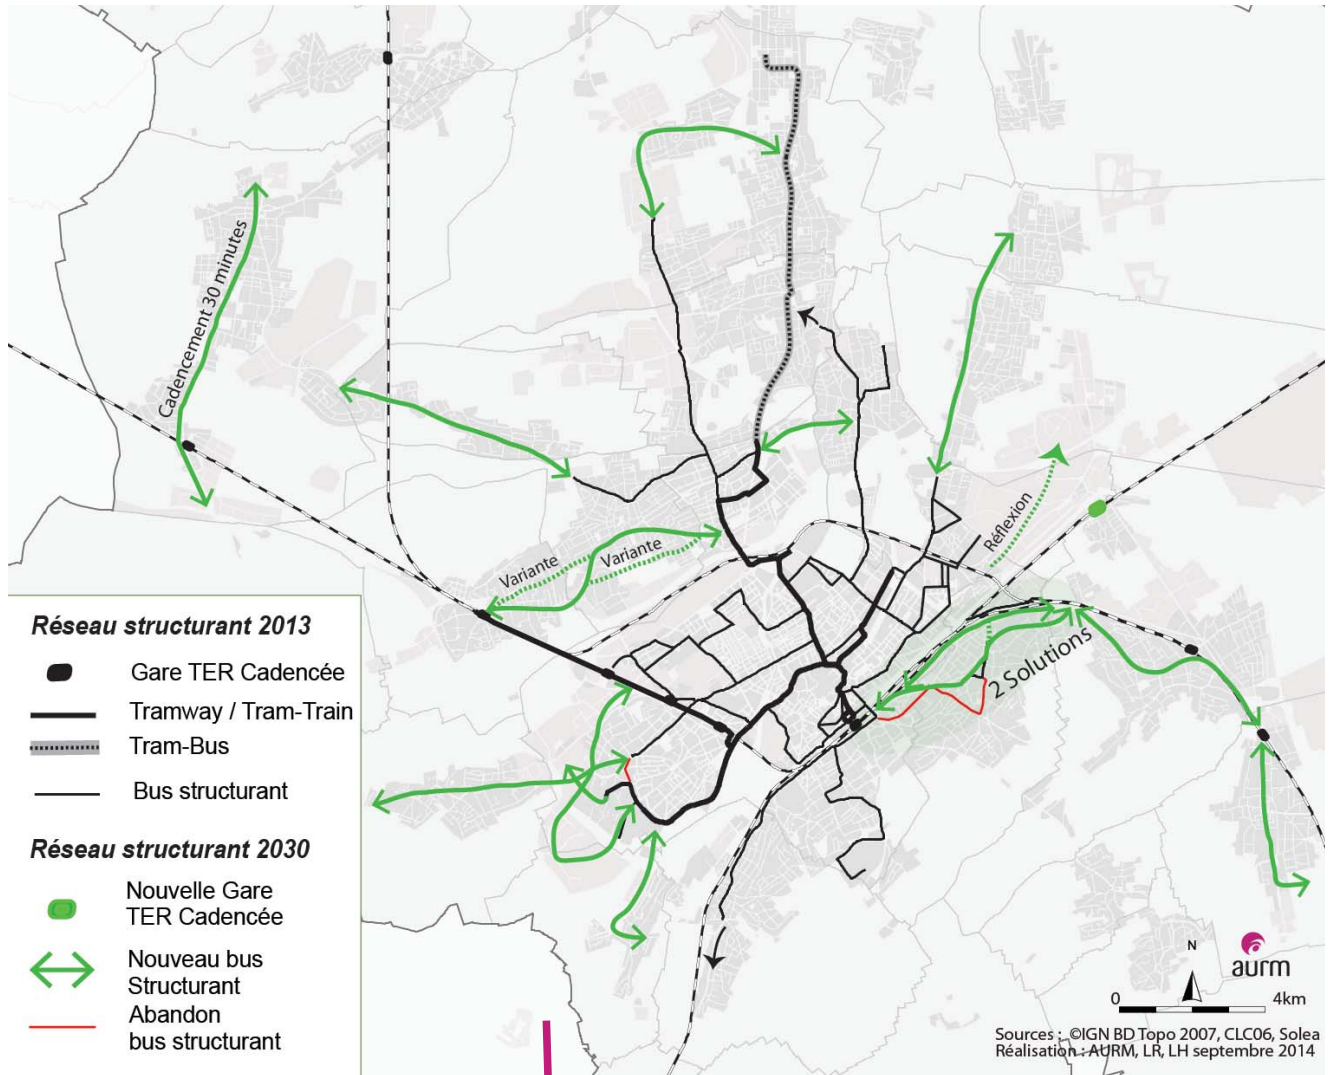 Cadencement 30 minutes
Variante
Variante
Réflexion
2 Solutions
Réseau structurant 2013
Gare TER Cadencée
Tramway / Tram-Train
Tram-Bus
Bus structurant
Réseau structurant 2030
Nouvelle Gare
TER Cadencée
Nouveau bus
Structurant
Abandon
bus structurant
N
aurm
0 4km
Sources : ©IGN BD Topo 2007, CLC06, Solea
Réalisation : AURM, LR, LH septembre 2014